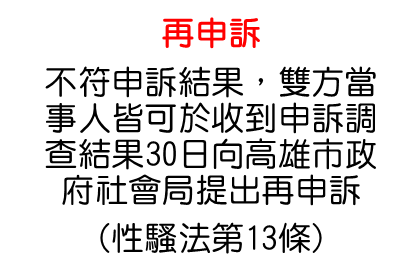 再申訴
不符申訴結果，雙方當
事人皆可於收到申訴調
查結果30日向高雄市政
府社會局提出再申訴
(性騷法第13條)